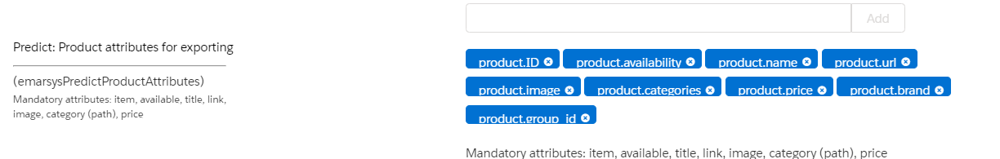 Add
Predict: Product attributes for exporting
(emarsysPredictProductAttributes)
Mandatory attributes: item, available, title, link,
image, category (path), price
product.ID product.availability product.name product.url
product.image product.categories product.price product.brand
product.group_id
Mandatory attributes: item, available, title, link, image, category (path), price